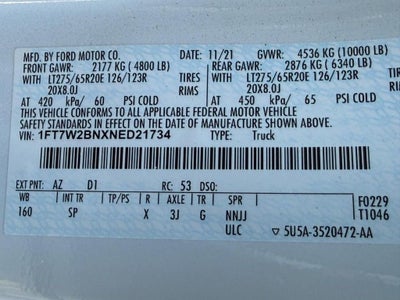 MFD. BY FORD MOTOR CO. 11/21 GVWR: 4536 KG (10000 LB)
FRONT GAWR: 2177 KG (4800 LB) REAR GAWR: 2876 KG (6340 LB)
WITH WITH
LT275/65R20E 126/123R TIRES LT275/65R20E 126/123R TIRES
20X8.0J RIMS 20X8.0J RIMS
AT 420 kPa/ 60 PSI COLD AT 450 kPa/ 65 PSI COLD
THIS VEHICLE CONFORMS TO ALL APPLICABLE FEDERAL MOTOR VEHICLE
SAFETY STANDARDS IN EFFECT ON THE DATE OF MANUFACTURE SHOWN ABOVE.
VIN: 1FT7W2BNXNED21734 TYPE: Truck
EXT PNT: AZ D1 RC: 53 DSO:
WB INT TR TP/PS R AXLE TR SPR F0229
160 SP X 3J G NNJJ T1046
ULC ▽ 5U5A-3520472-AA